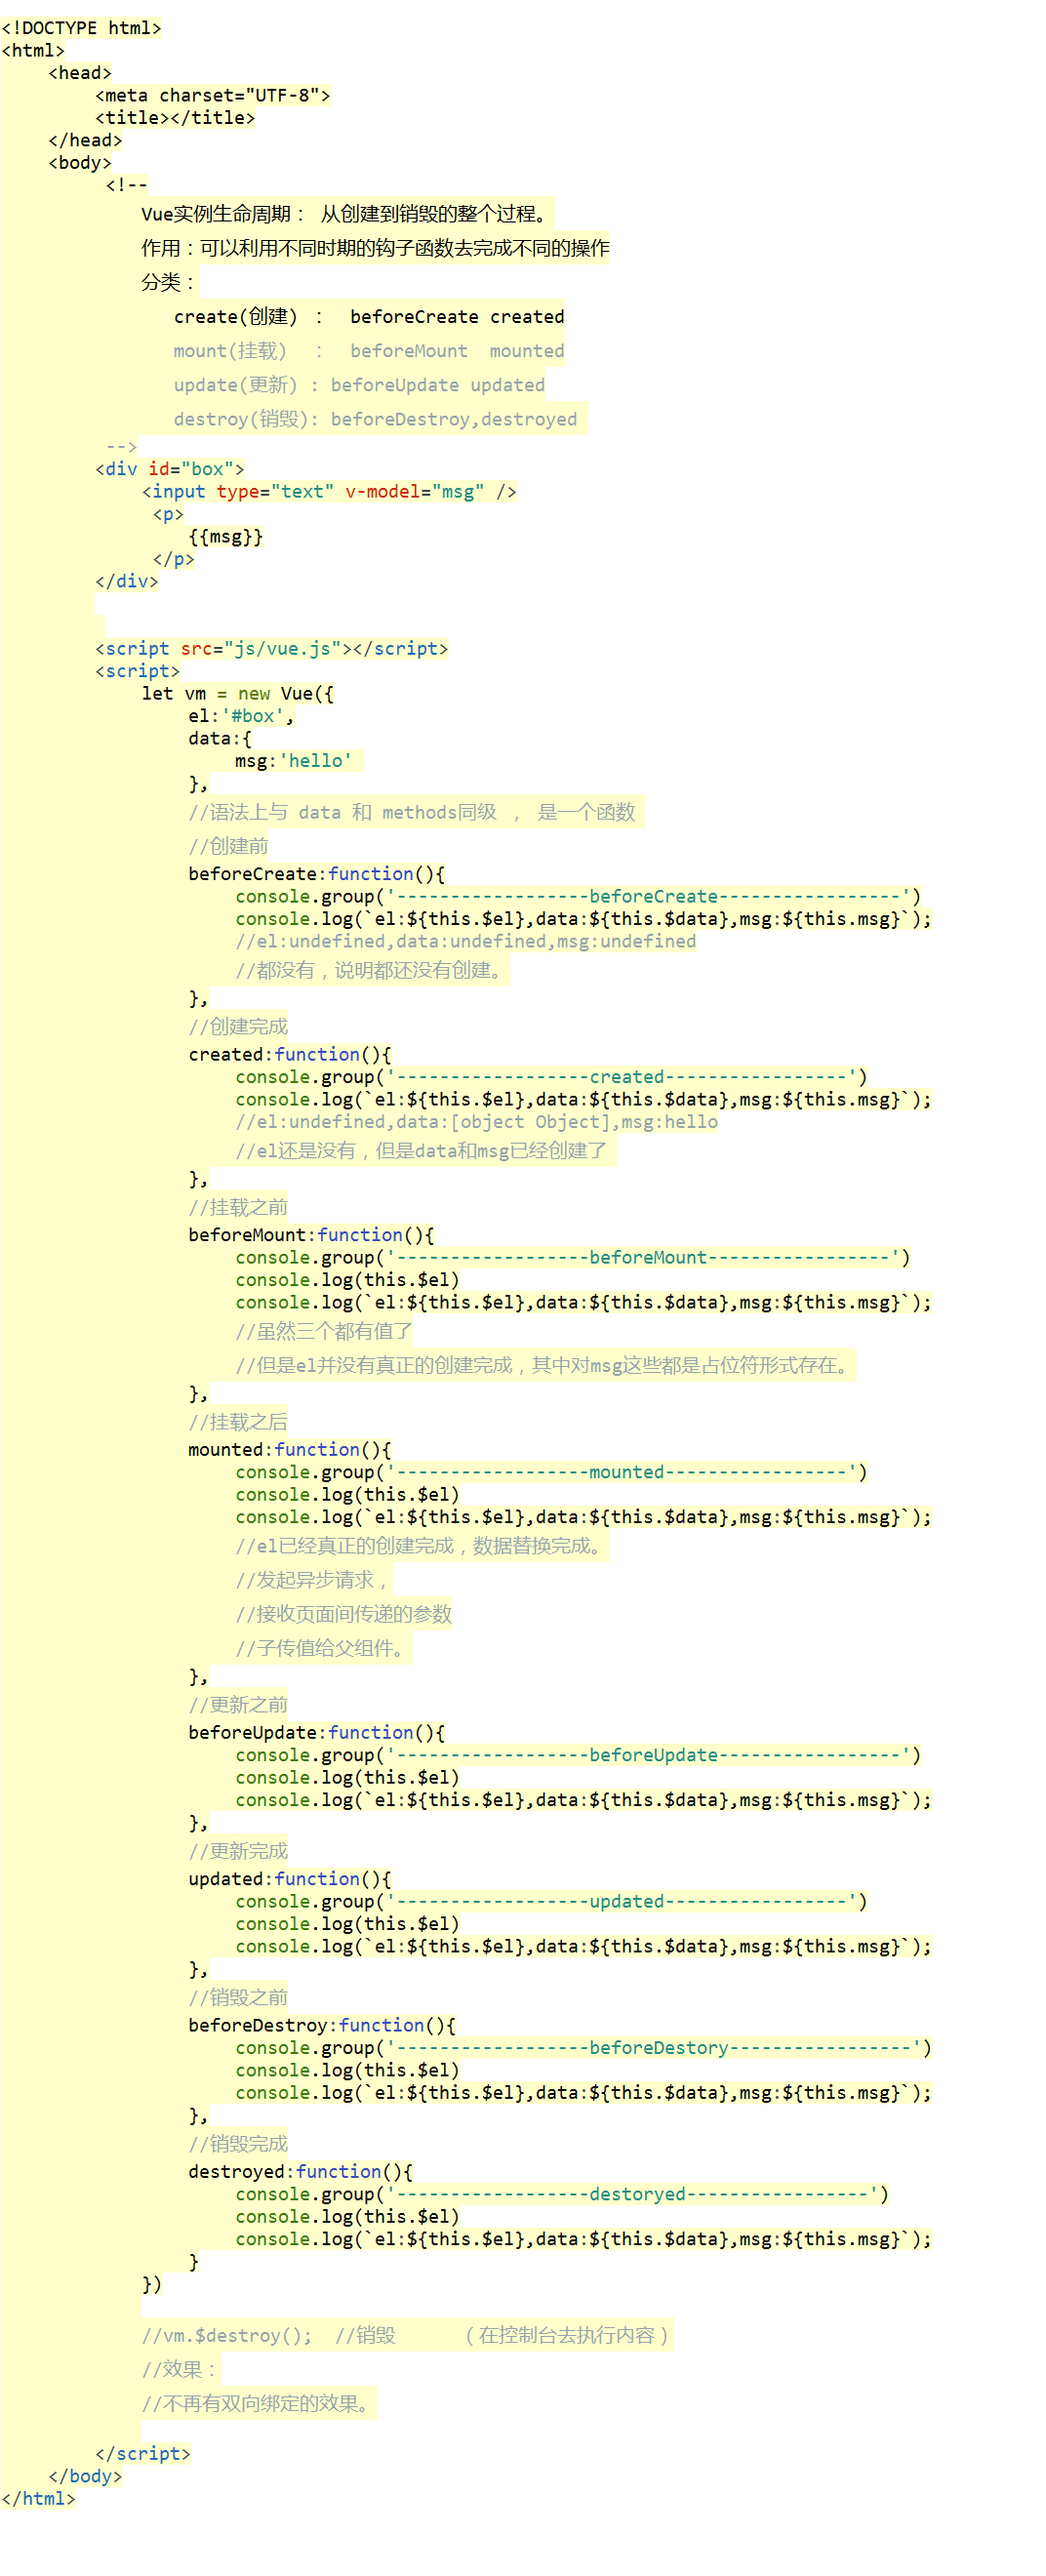 <!DOCTYPE html>
<html>
    <head>
        <meta charset="UTF-8">
        <title></title>
    </head>
    <body>
         <!--
            Vue实例生命周期： 从创建到销毁的整个过程。
            作用：可以利用不同时期的钩子函数去完成不同的操作
            分类：
               create(创建) ：  beforeCreate created
               mount(挂载)  ：  beforeMount  mounted
               update(更新) : beforeUpdate updated
               destroy(销毁): beforeDestroy,destroyed
         -->
        <div id="box">
            <input type="text" v-model="msg" />
             <p>
                {{msg}}
             </p>
        </div>
        <script src="js/vue.js"></script>
        <script>
            let vm = new Vue({
                el:'#box',
                data:{
                    msg:'hello'
                },
                //语法上与 data 和 methods同级 ， 是一个函数
                //创建前
                beforeCreate:function(){
                    console.group('------------------beforeCreate-----------------')
                    console.log(`el:${this.$el},data:${this.$data},msg:${this.msg}`);
                    //el:undefined,data:undefined,msg:undefined
                    //都没有，说明都还没有创建。
                },
                //创建完成
                created:function(){
                    console.group('------------------created-----------------')
                    console.log(`el:${this.$el},data:${this.$data},msg:${this.msg}`);
                    //el:undefined,data:[object Object],msg:hello
                    //el还是没有，但是data和msg已经创建了
                },
                //挂载之前
                beforeMount:function(){
                    console.group('------------------beforeMount-----------------')
                    console.log(this.$el)
                    console.log(`el:${this.$el},data:${this.$data},msg:${this.msg}`);
                    //虽然三个都有值了
                    //但是el并没有真正的创建完成，其中对msg这些都是占位符形式存在。
                },
                //挂载之后
                mounted:function(){
                    console.group('------------------mounted-----------------')
                    console.log(this.$el)
                    console.log(`el:${this.$el},data:${this.$data},msg:${this.msg}`);
                    //el已经真正的创建完成，数据替换完成。
                    //发起异步请求，
                    //接收页面间传递的参数
                    //子传值给父组件。
                },
                //更新之前
                beforeUpdate:function(){
                    console.group('------------------beforeUpdate-----------------')
                    console.log(this.$el)
                    console.log(`el:${this.$el},data:${this.$data},msg:${this.msg}`);
                },
                //更新完成
                updated:function(){
                    console.group('------------------updated-----------------')
                    console.log(this.$el)
                    console.log(`el:${this.$el},data:${this.$data},msg:${this.msg}`);
                },
                //销毁之前
                beforeDestroy:function(){
                    console.group('------------------beforeDestory-----------------')
                    console.log(this.$el)
                    console.log(`el:${this.$el},data:${this.$data},msg:${this.msg}`);
                },
                //销毁完成
                destroyed:function(){
                    console.group('------------------destoryed-----------------')
                    console.log(this.$el)
                    console.log(`el:${this.$el},data:${this.$data},msg:${this.msg}`);
                }
            })
            //vm.$destroy();  //销毁      （在控制台去执行内容）
            //效果：
            //不再有双向绑定的效果。
        </script>
    </body>
</html>